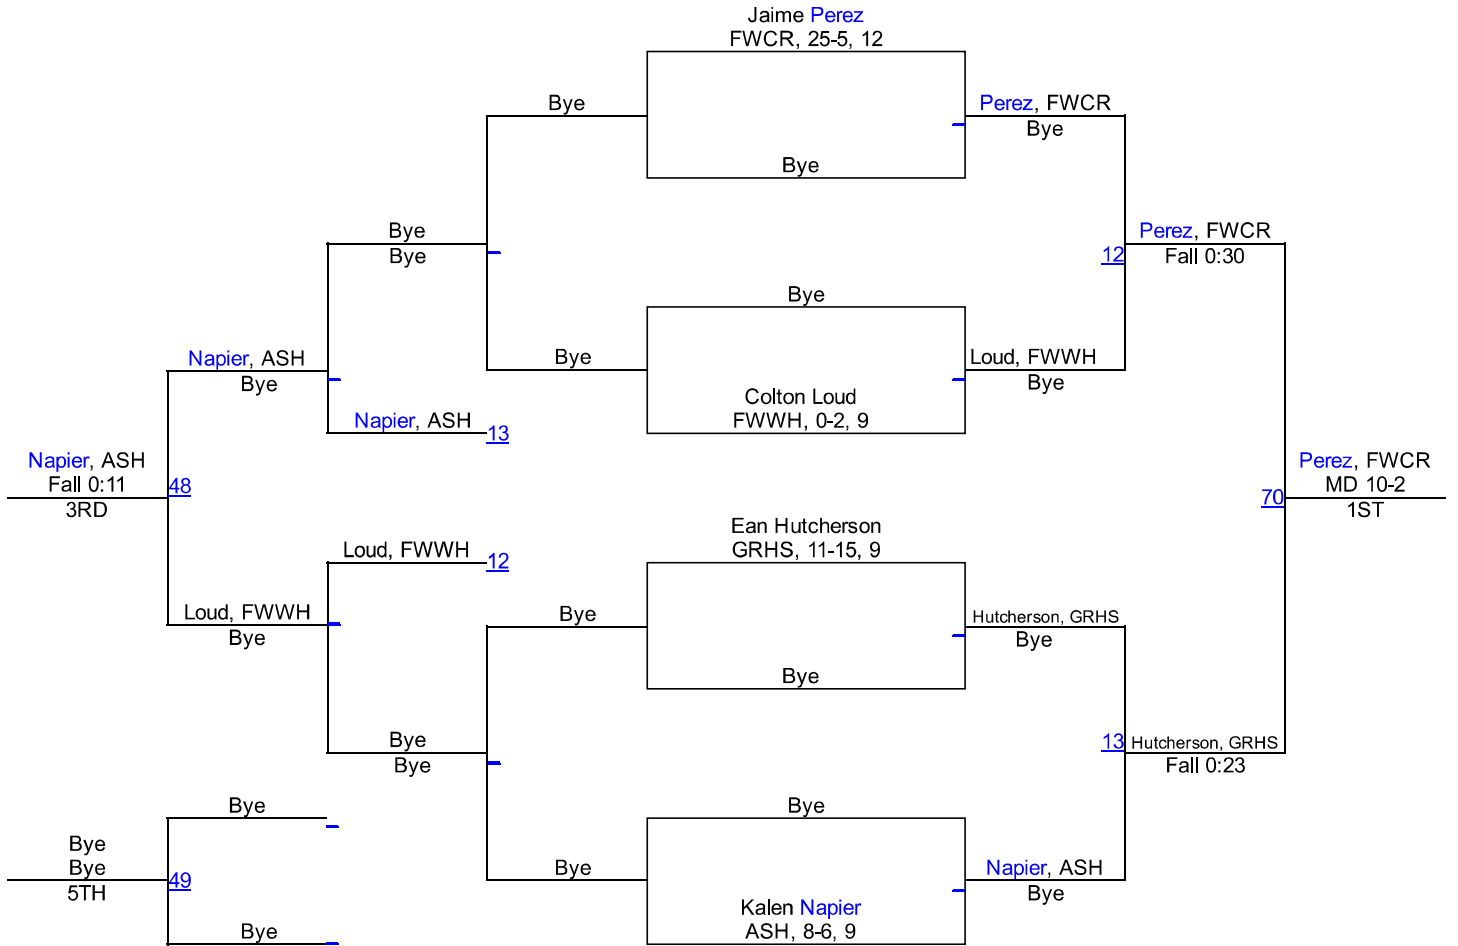 Jaime Perez
FWCR, 25-5, 12
Bye
Perez, FWCR
Bye
Bye
Bye
Bye
Perez, FWCR
12
Fall 0:30
Bye
Napier, ASH
Bye
Bye
Loud, FWWH
Bye
Colton Loud
FWWH, 0-2, 9
Napier, ASH
13
Napier, ASH
Fall 0:11
48
3RD
Perez, FWCR
MD 10-2
70
1ST
Ean Hutcherson
GRHS, 11-15, 9
Loud, FWWH
12
Loud, FWWH
Bye
Bye
Hutcherson, GRHS
Bye
Bye
Bye
Bye
13
Hutcherson, GRHS
Fall 0:23
Bye
Bye
Bye
Bye
49
5TH
Bye
Bye
Napier, ASH
Bye
Kalen Napier
ASH, 8-6, 9